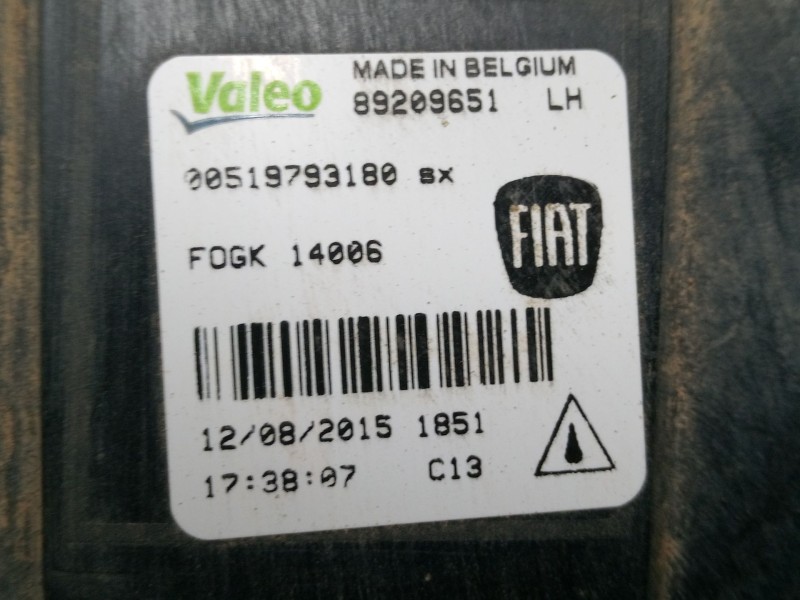 Valeo MADE IN BELGIUM
89209651 LH
00519793180 sx
FIAT
FOGK 14006
12/08/2015 1851
17:38:07 C13